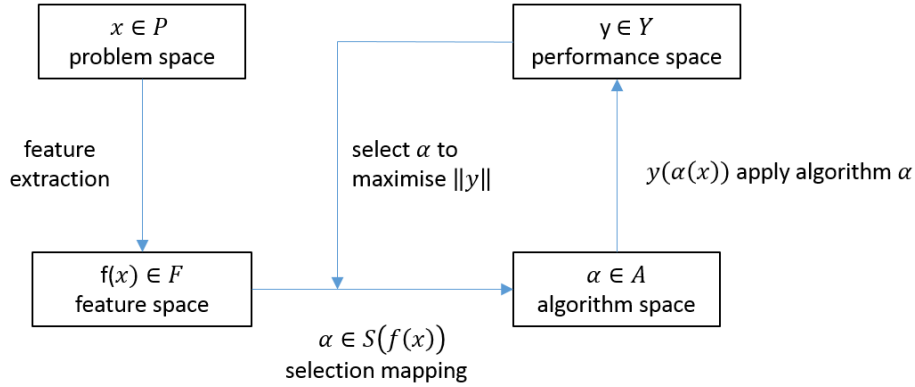 x ∈ P
problem space
y ∈ Y
performance space
feature
extraction
select α to
maximise ‖y‖
y(α(x)) apply algorithm α
f(x) ∈ F
feature space
α ∈ A
algorithm space
α ∈ S(f(x))
selection mapping